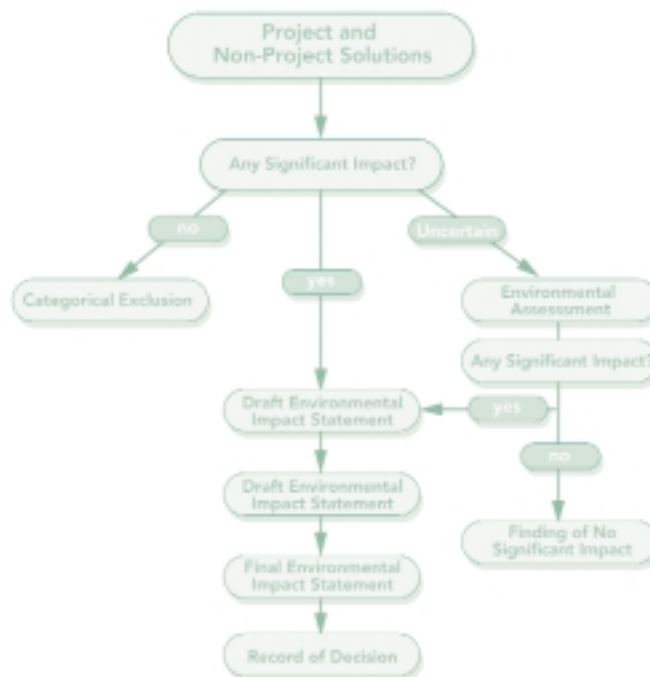 Project and
Non-Project Solutions
Any Significant Impact?
no
Uncertain
yes
Categorical Exclusion
Environmental
Assesssment
Any Significant Impact?
Draft Environmental
Impact Statement
yes
no
Draft Environmental
Impact Statement
Finding of No
Significant Impact
Final Environmental
Impact Statement
Record of Decision